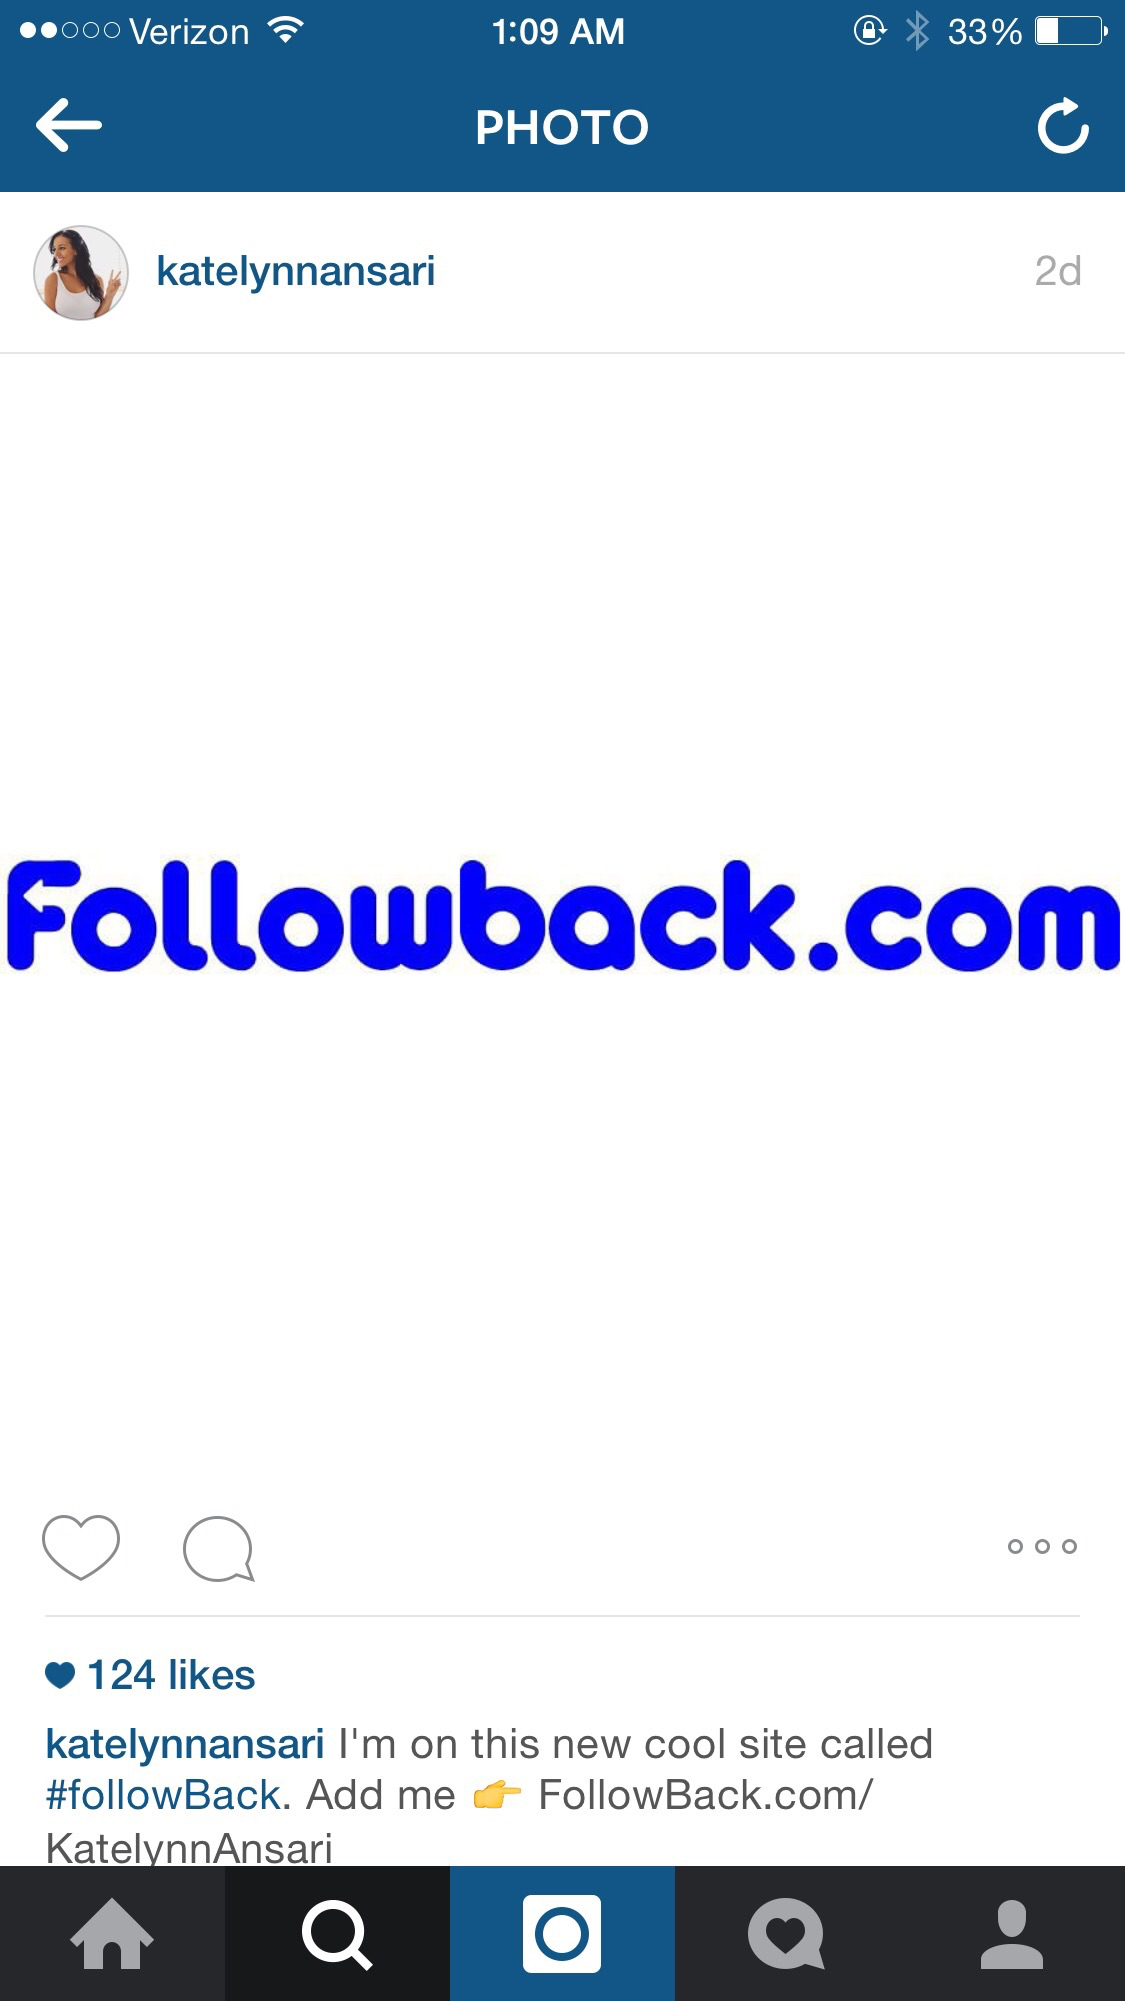 Verizon 1:09 AM 33%
PHOTO
katelynnansari 2d
Followback.com
124 likes
katelynnansari I'm on this new cool site called
#followBack. Add me 👉 FollowBack.com/
KatelynnAnsari